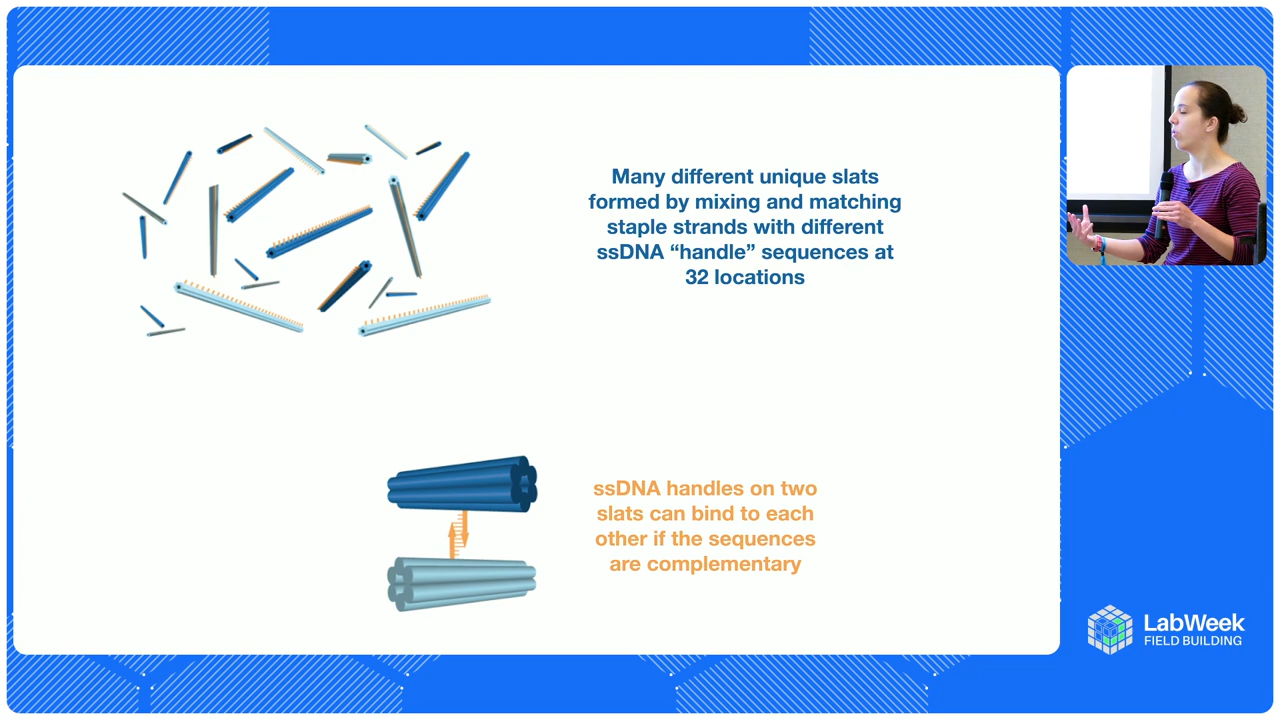 Many different unique slats
formed by mixing and matching
staple strands with different
ssDNA “handle” sequences at
32 locations
ssDNA handles on two
slats can bind to each
other if the sequences
are complementary
LabWeek
FIELD BUILDING